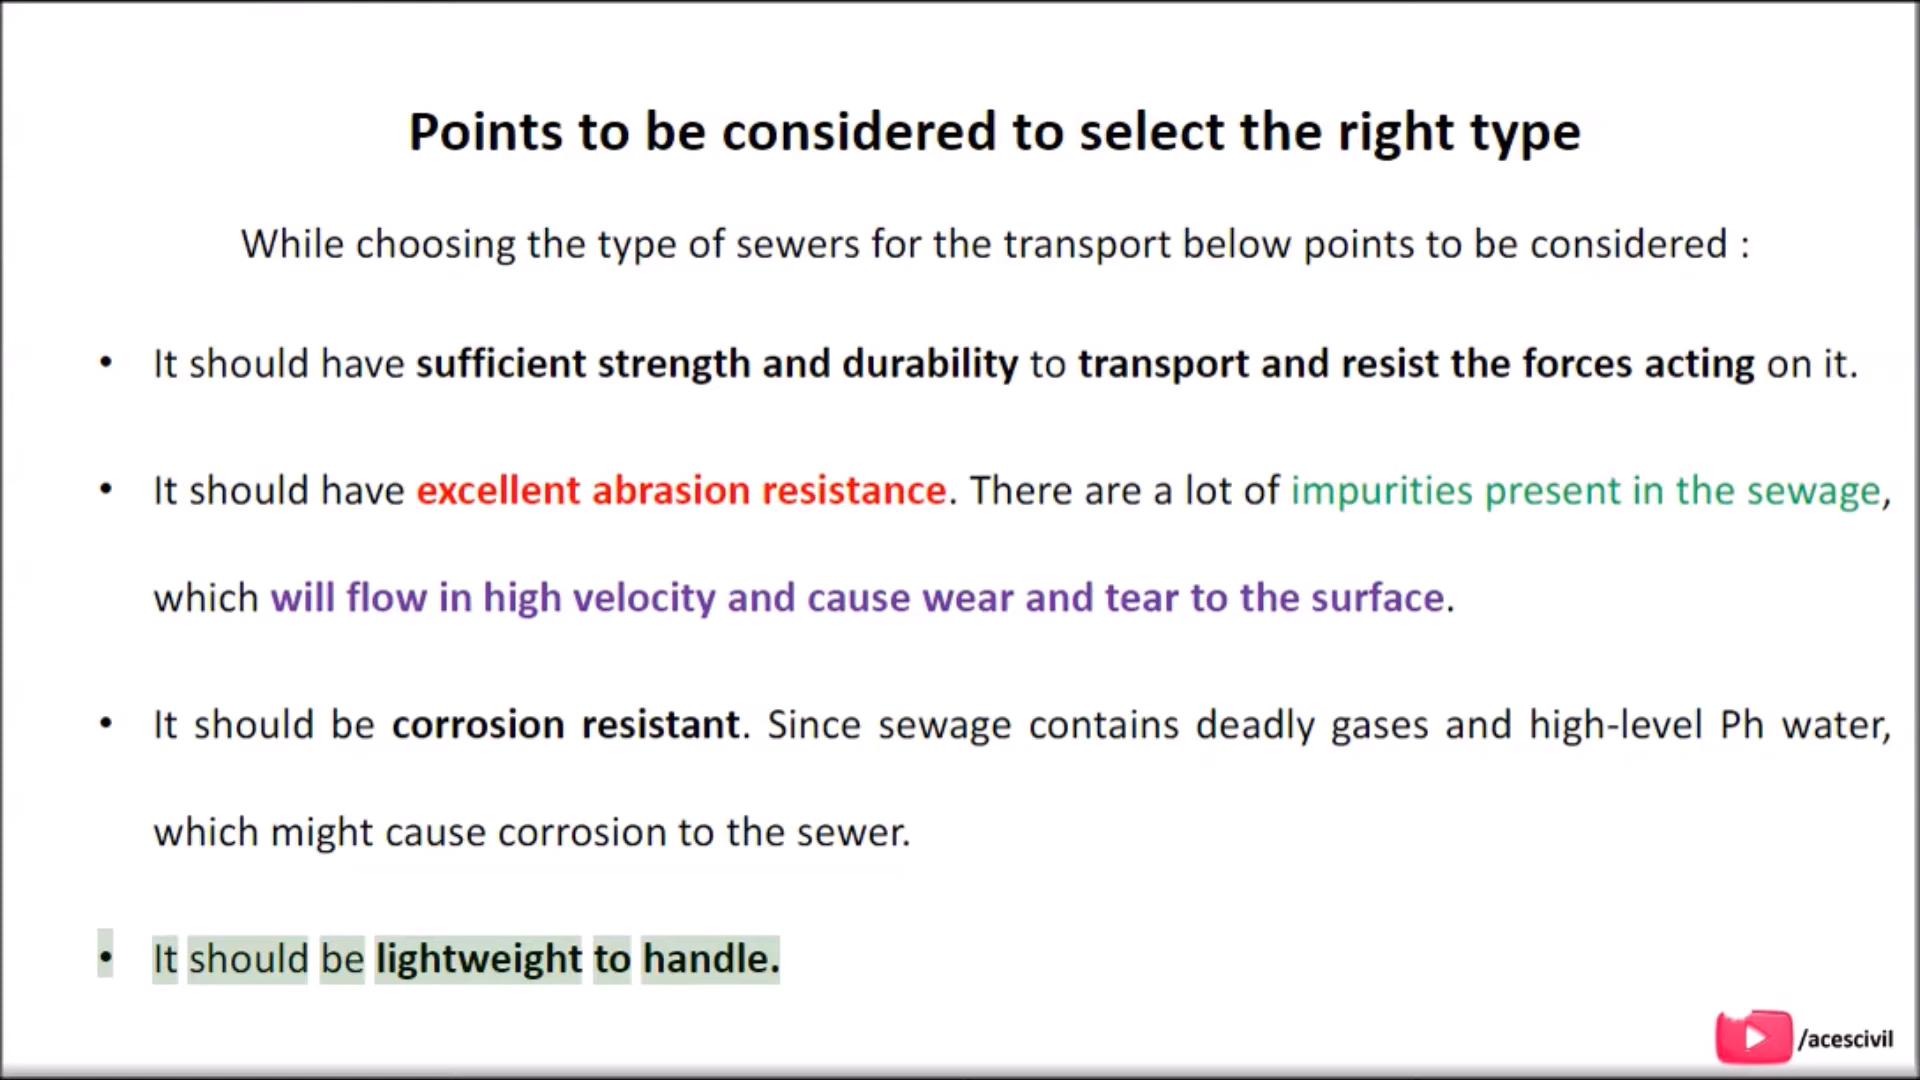 Points to be considered to select the right type
While choosing the type of sewers for the transport below points to be considered :
• It should have sufficient strength and durability to transport and resist the forces acting on it.
• It should have excellent abrasion resistance. There are a lot of impurities present in the sewage,
which will flow in high velocity and cause wear and tear to the surface.
• It should be corrosion resistant. Since sewage contains deadly gases and high-level Ph water,
which might cause corrosion to the sewer.
• It should be lightweight to handle.
/acescivil